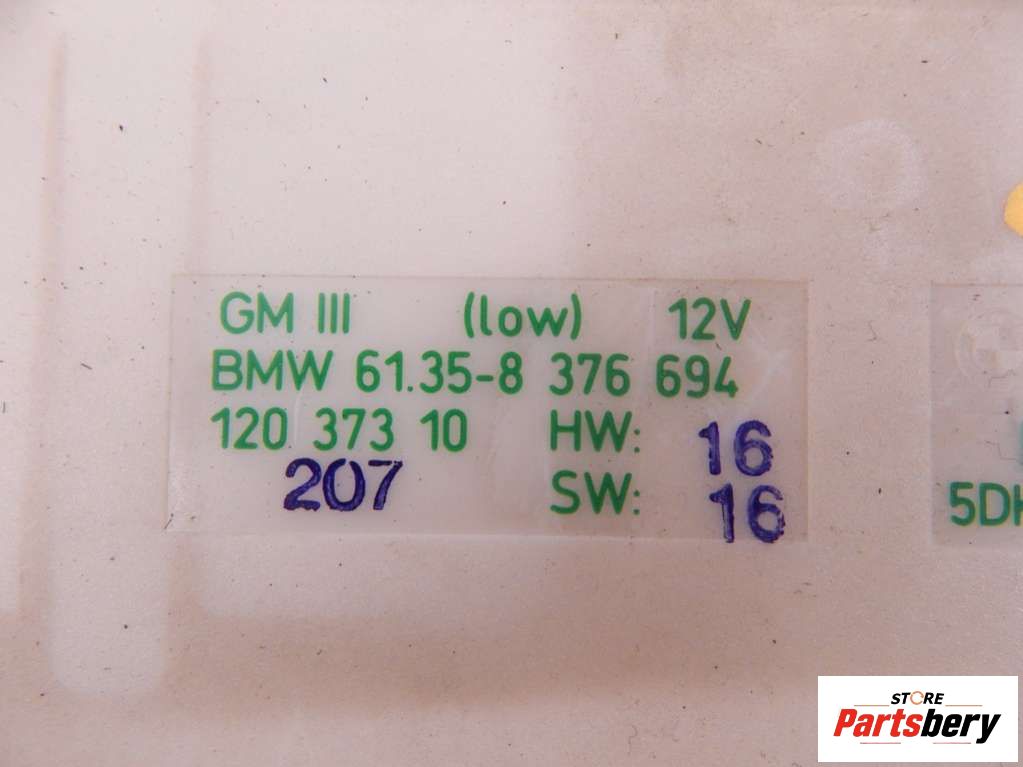 GM III (low) 12V
BMW 61.35-8 376 694
120 373 10 HW: 16
207 SW: 16
STORE
Partsbery